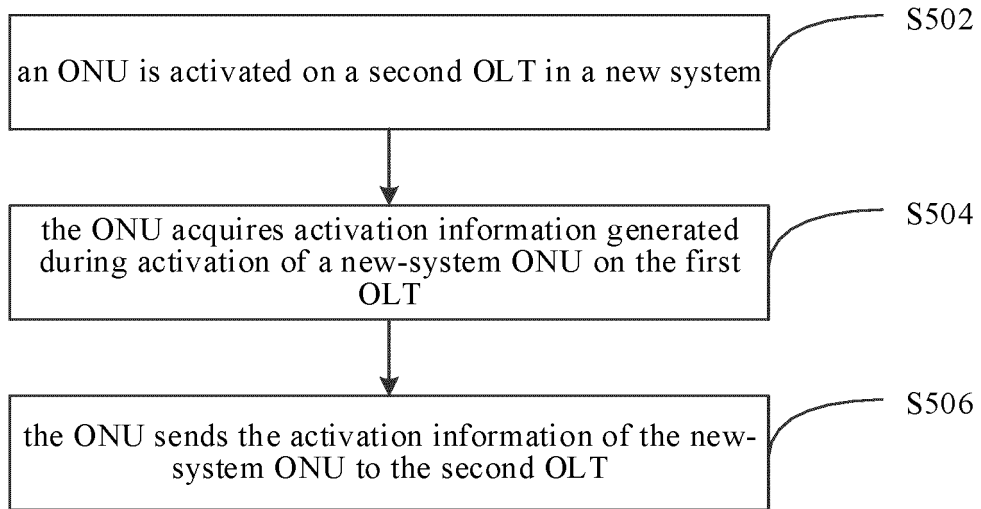 S502
an ONU is activated on a second OLT in a new system
S504
the ONU acquires activation information generated
during activation of a new-system ONU on the first
OLT
S506
the ONU sends the activation information of the new-
system ONU to the second OLT